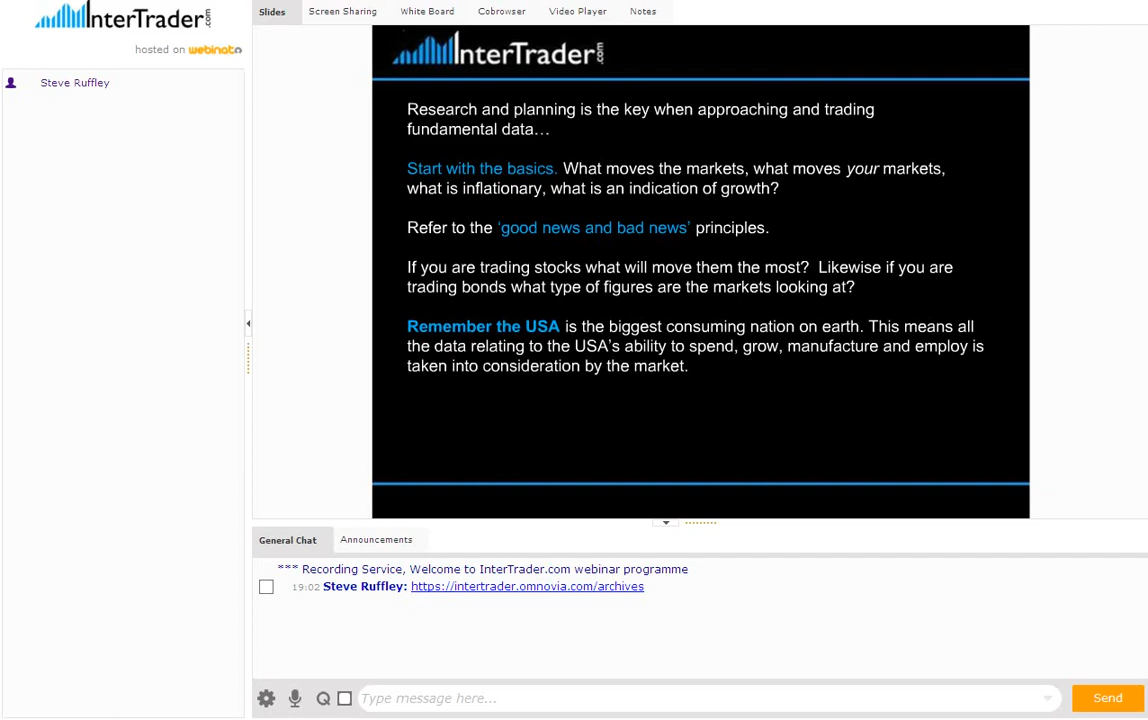 InterTrader.com
hosted on webinato
Steve Ruffley
Slides
Screen Sharing
White Board
Cobrowser
Video Player
Notes
InterTrader.com
Research and planning is the key when approaching and trading
fundamental data…
Start with the basics. What moves the markets, what moves your markets,
what is inflationary, what is an indication of growth?
Refer to the ‘good news and bad news’ principles.
If you are trading stocks what will move them the most?  Likewise if you are
trading bonds what type of figures are the markets looking at?
Remember the USA is the biggest consuming nation on earth. This means all
the data relating to the USA’s ability to spend, grow, manufacture and employ is
taken into consideration by the market.
General Chat
Announcements
*** Recording Service, Welcome to InterTrader.com webinar programme
19:02 Steve Ruffley: https://intertrader.omnovia.com/archives
Q
Type message here...
Send